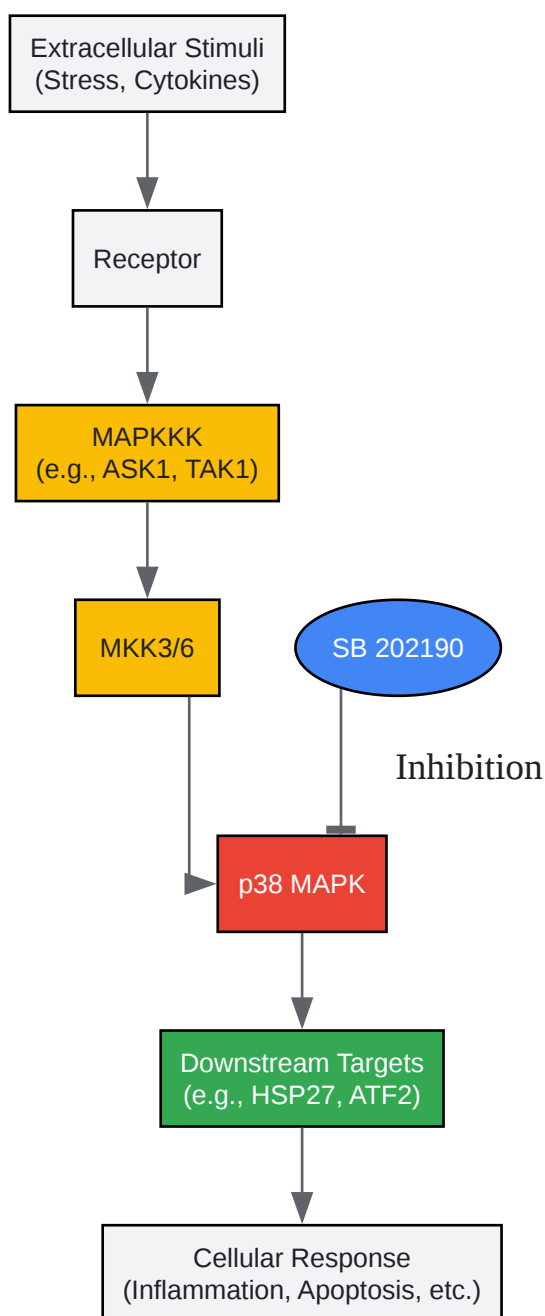 Extracellular Stimuli
(Stress, Cytokines)
Receptor
MAPKKK
(e.g., ASK1, TAK1)
MKK3/6
SB 202190
Inhibition
p38 MAPK
Downstream Targets
(e.g., HSP27, ATF2)
Cellular Response
(Inflammation, Apoptosis, etc.)